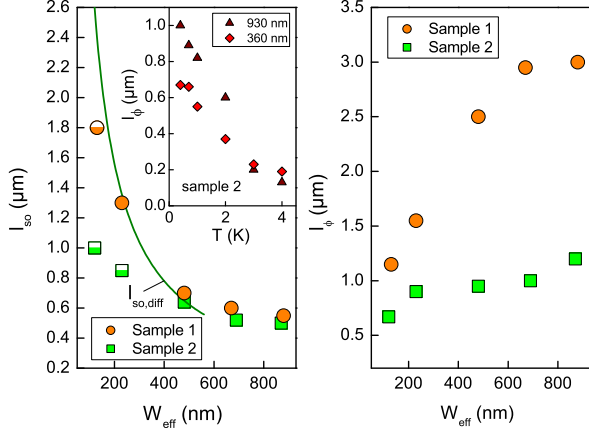 2.6
2.4
2.2
2.0
1.8
1.6
1.4
1.2
1.0
0.8
0.6
0.4
0.2
l_so (μm)
200 400 600 800
W_eff (nm)
l_so,diff
Sample 1
Sample 2
1.0
0.8
0.6
0.4
0.2
0.0
l_ϕ (μm)
930 nm
360 nm
sample 2
1 2 3 4
T (K)
3.5
3.0
2.5
2.0
1.5
1.0
0.5
l_ϕ (μm)
Sample 1
Sample 2
200 400 600 800
W_eff (nm)